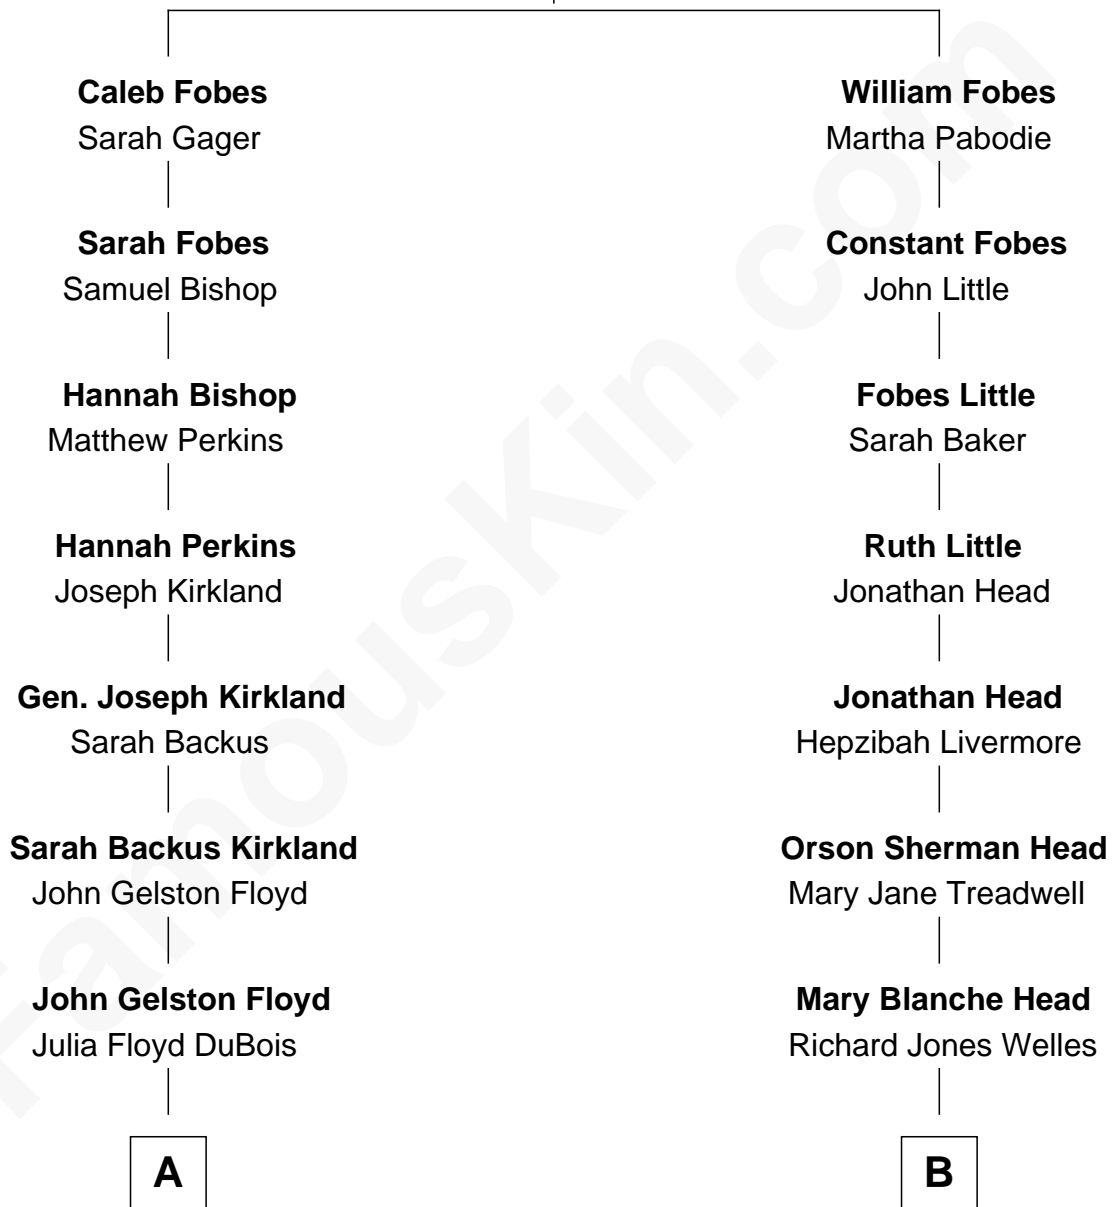 Caleb Fobes
Sarah Gager
Sarah Fobes
Samuel Bishop
Hannah Bishop
Matthew Perkins
Hannah Perkins
Joseph Kirkland
Gen. Joseph Kirkland
Sarah Backus
Sarah Backus Kirkland
John Gelston Floyd
John Gelston Floyd
Julia Floyd DuBois
A
William Fobes
Martha Pabodie
Constant Fobes
John Little
Fobes Little
Sarah Baker
Ruth Little
Jonathan Head
Jonathan Head
Hepzibah Livermore
Orson Sherman Head
Mary Jane Treadwell
Mary Blanche Head
Richard Jones Welles
B
FamousKin.com